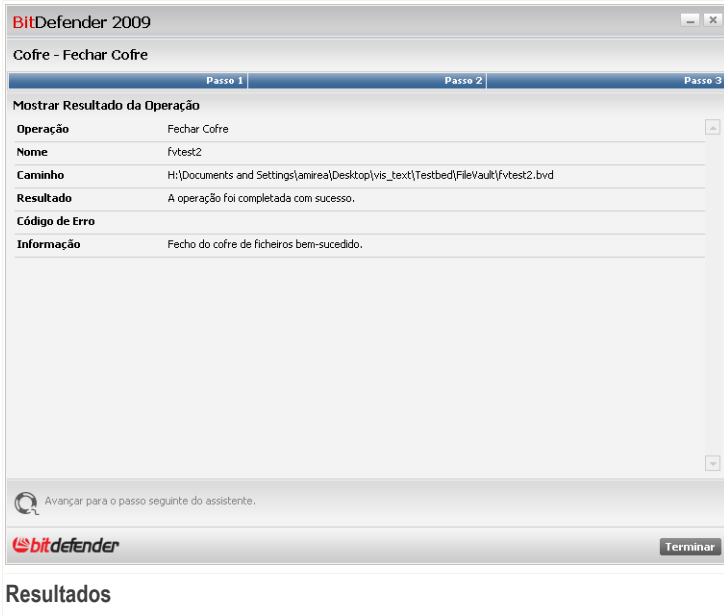 BitDefender 2009
Cofre - Fechar Cofre
Passo 1 Passo 2 Passo 3
Mostrar Resultado da Operação
Operação Fechar Cofre
Nome fvtest2
Caminho H:\Documents and Settings\amirea\Desktop\vis_text\Testbed\FileVault\fvtest2.bvd
Resultado A operação foi completada com sucesso.
Código de Erro
Informação Fecho do cofre de ficheiros bem-sucedido.
Avançar para o passo seguinte do assistente.
bitdefender Terminar
Resultados